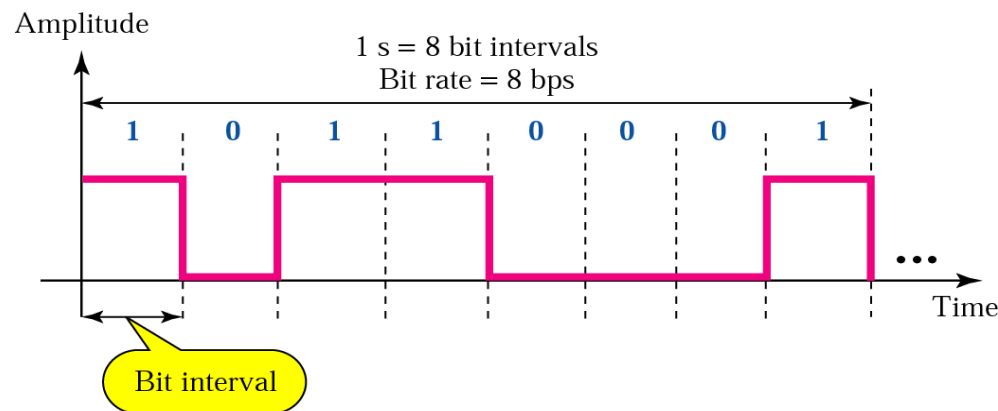 Amplitude
1 s = 8 bit intervals
Bit rate = 8 bps
1 0 1 1 0 0 0 1
...
Time
Bit interval